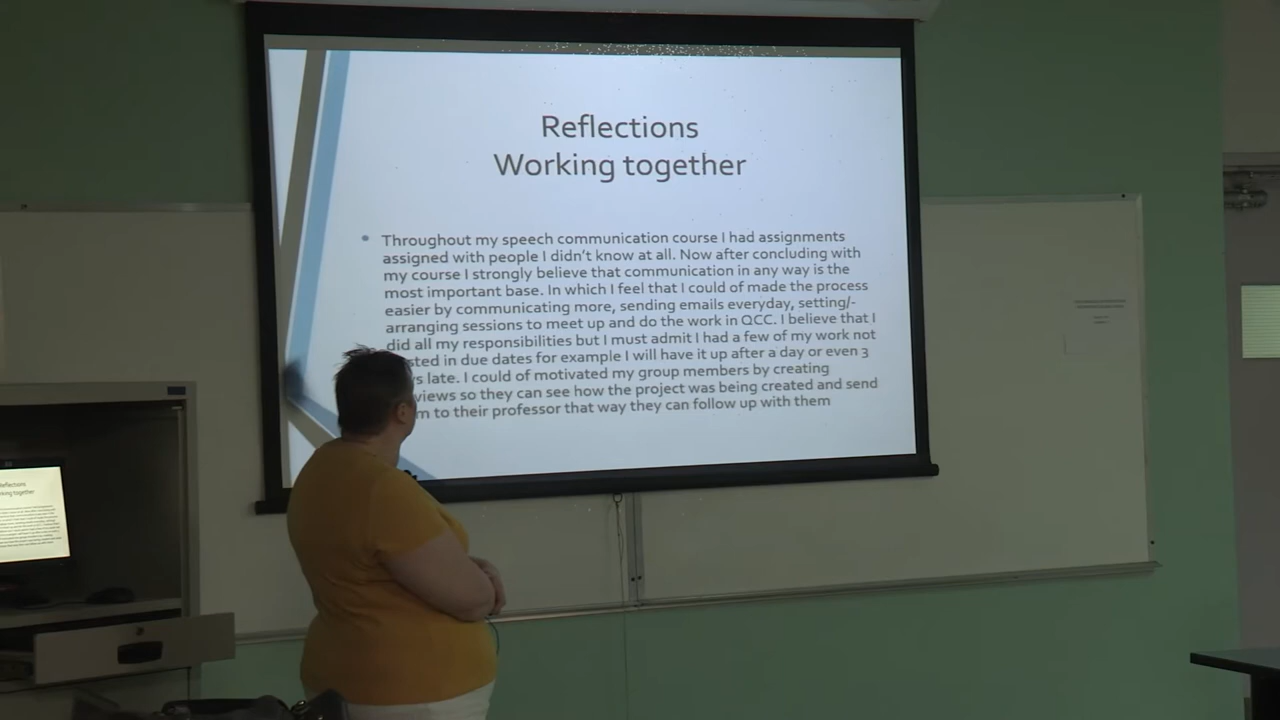 Reflections
Working together
• Throughout my speech communication course I had assignments
assigned with people I didn't know at all. Now after concluding with
my course I strongly believe that communication in any way is the
most important base. In which I feel that I could of made the process
easier by communicating more, sending emails everyday, setting/-
arranging sessions to meet up and do the work in QCC. I believe that I
did all my responsibilities but I must admit I had a few of my work not
in due dates for example I will have it up after a day or even 3
late. I could of motivated my group members by creating
so they can see how the project was being created and send
to their professor that way they can follow up with them
Reflections
together